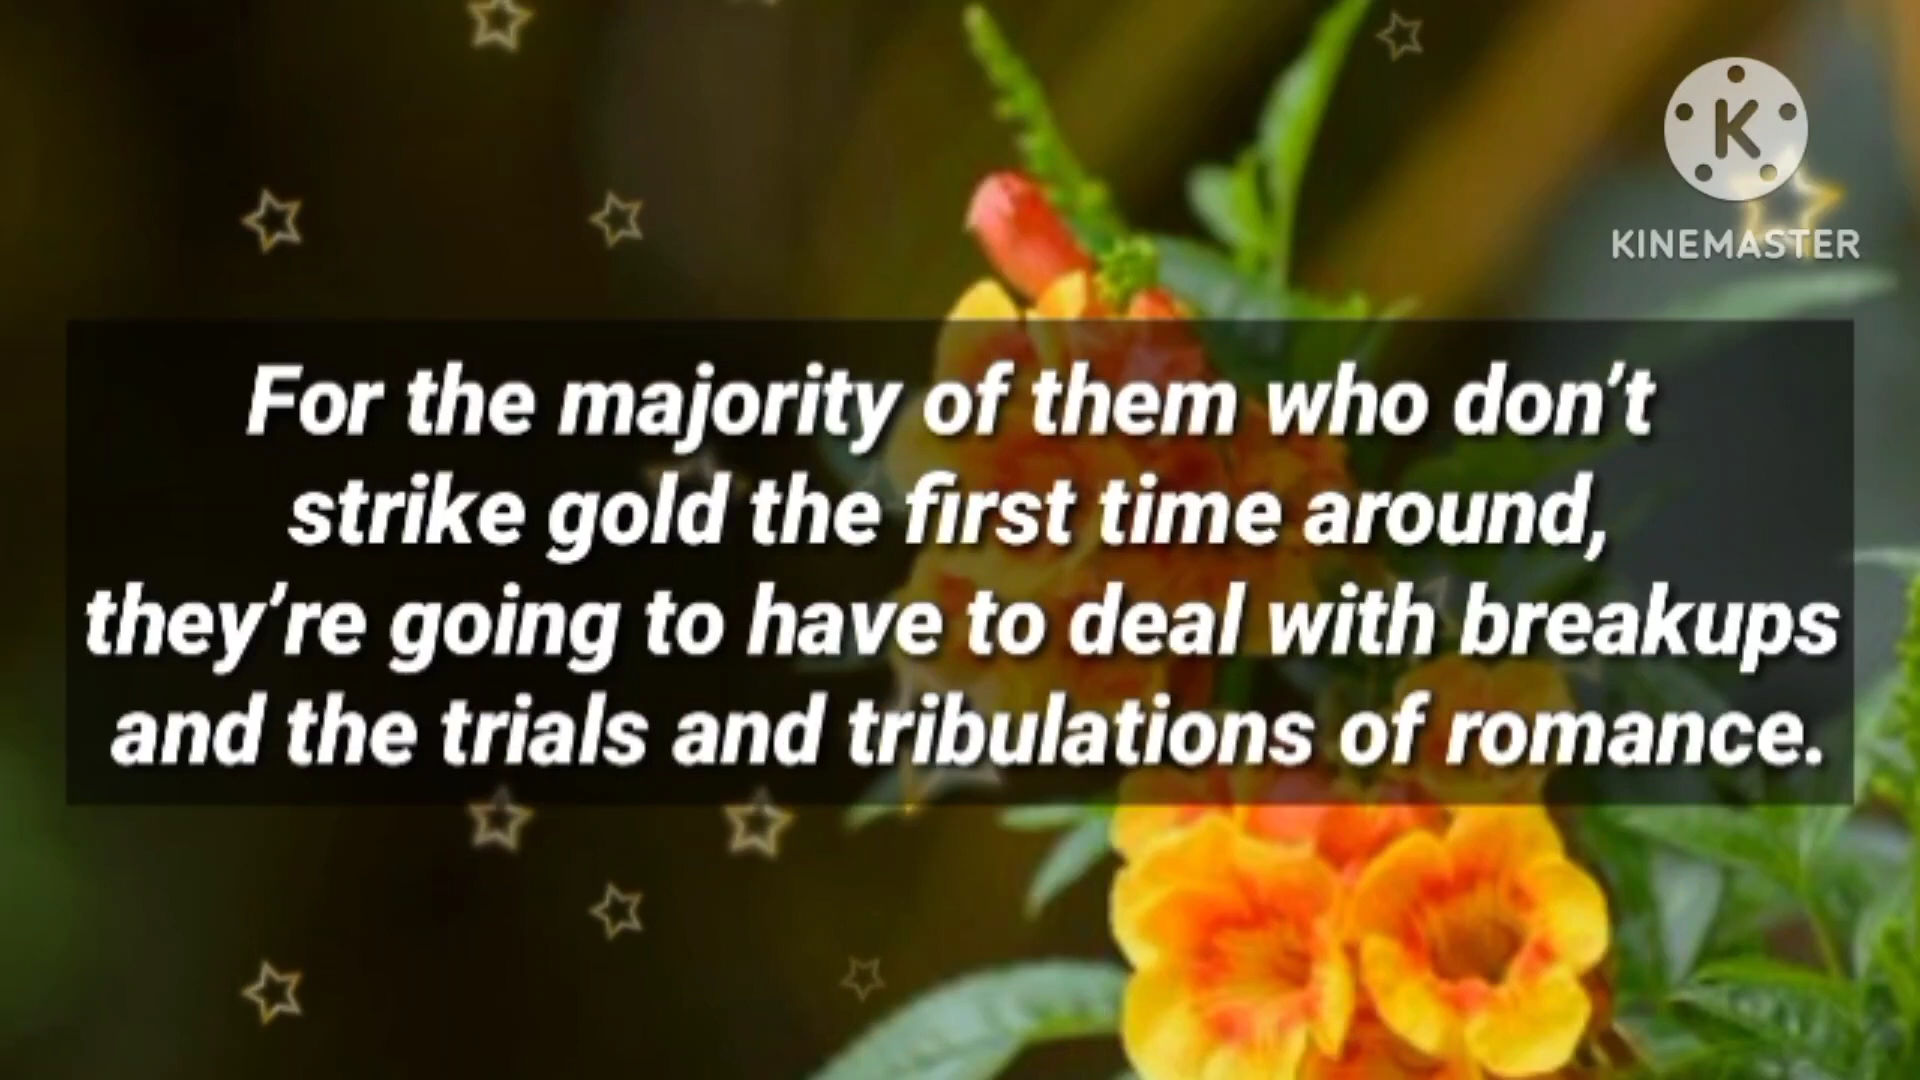 K
KINEMASTER
For the majority of them who don’t
strike gold the first time around,
they’re going to have to deal with breakups
and the trials and tribulations of romance.